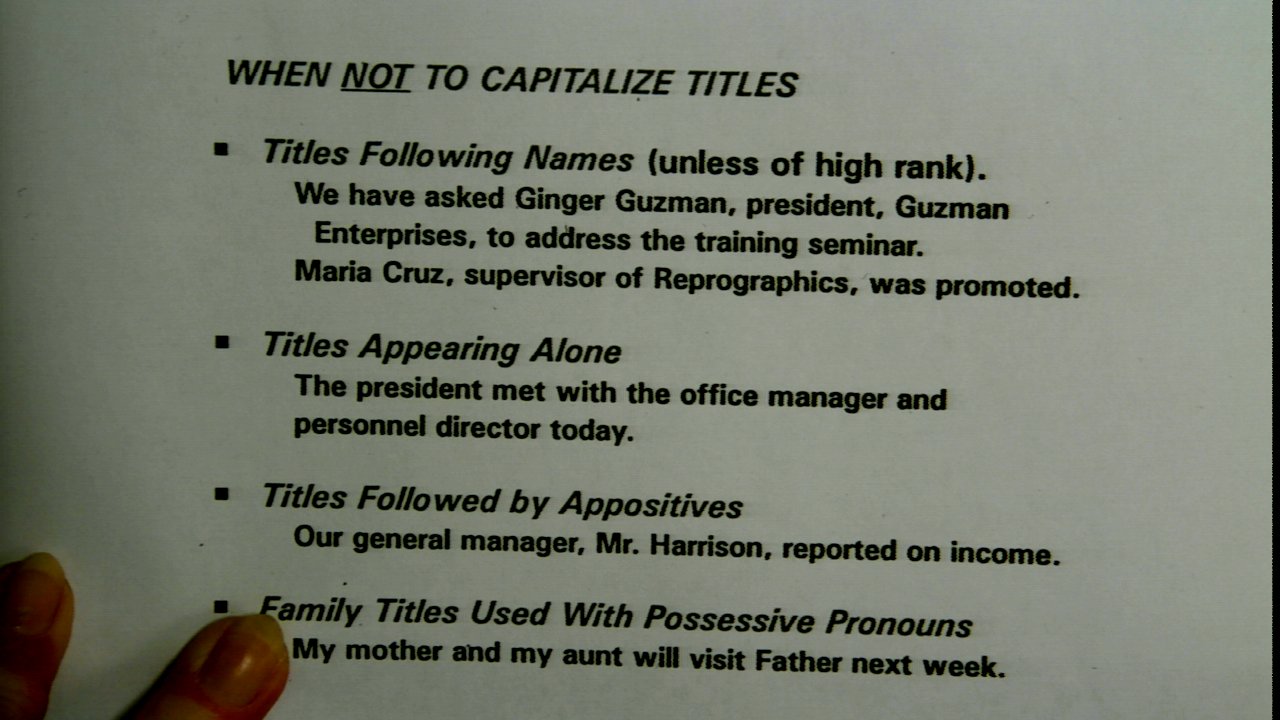 WHEN NOT TO CAPITALIZE TITLES
▪ Titles Following Names (unless of high rank).
We have asked Ginger Guzman, president, Guzman
Enterprises, to address the training seminar.
Maria Cruz, supervisor of Reprographics, was promoted.
▪ Titles Appearing Alone
The president met with the office manager and
personnel director today.
▪ Titles Followed by Appositives
Our general manager, Mr. Harrison, reported on income.
▪ Family Titles Used With Possessive Pronouns
My mother and my aunt will visit Father next week.